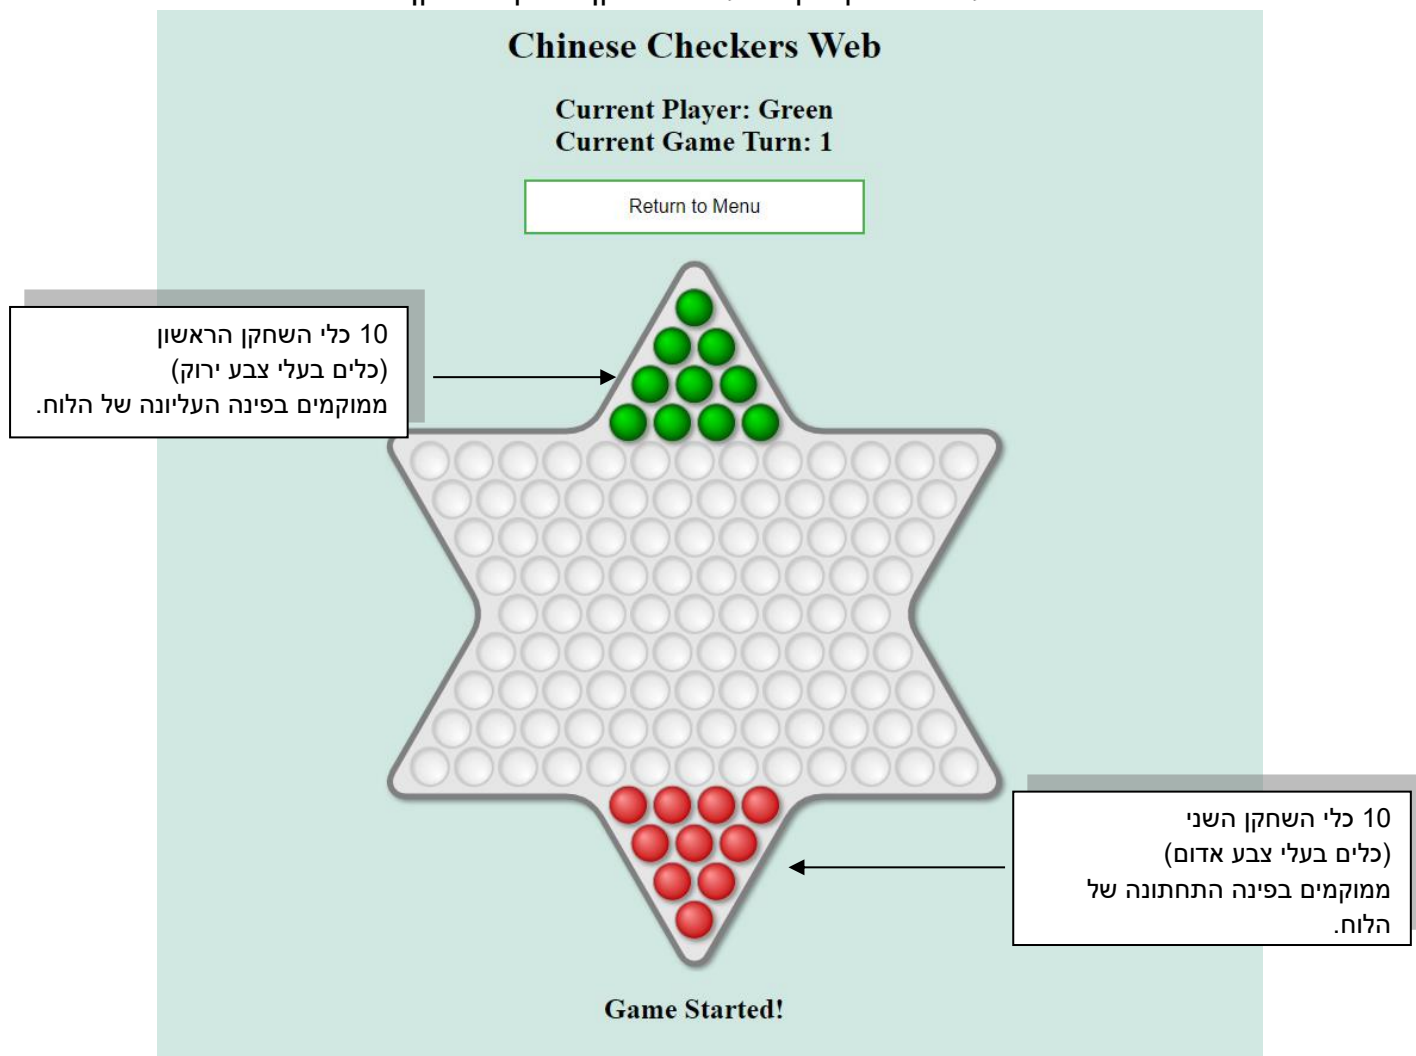 Chinese Checkers Web
Current Player: Green
Current Game Turn: 1
Return to Menu
10 כלי השחקן הראשון
(כלים בעלי צבע ירוק)
ממוקמים בפינה העליונה של הלוח.
10 כלי השחקן השני
(כלים בעלי צבע אדום)
ממוקמים בפינה התחתונה של
הלוח.
Game Started!